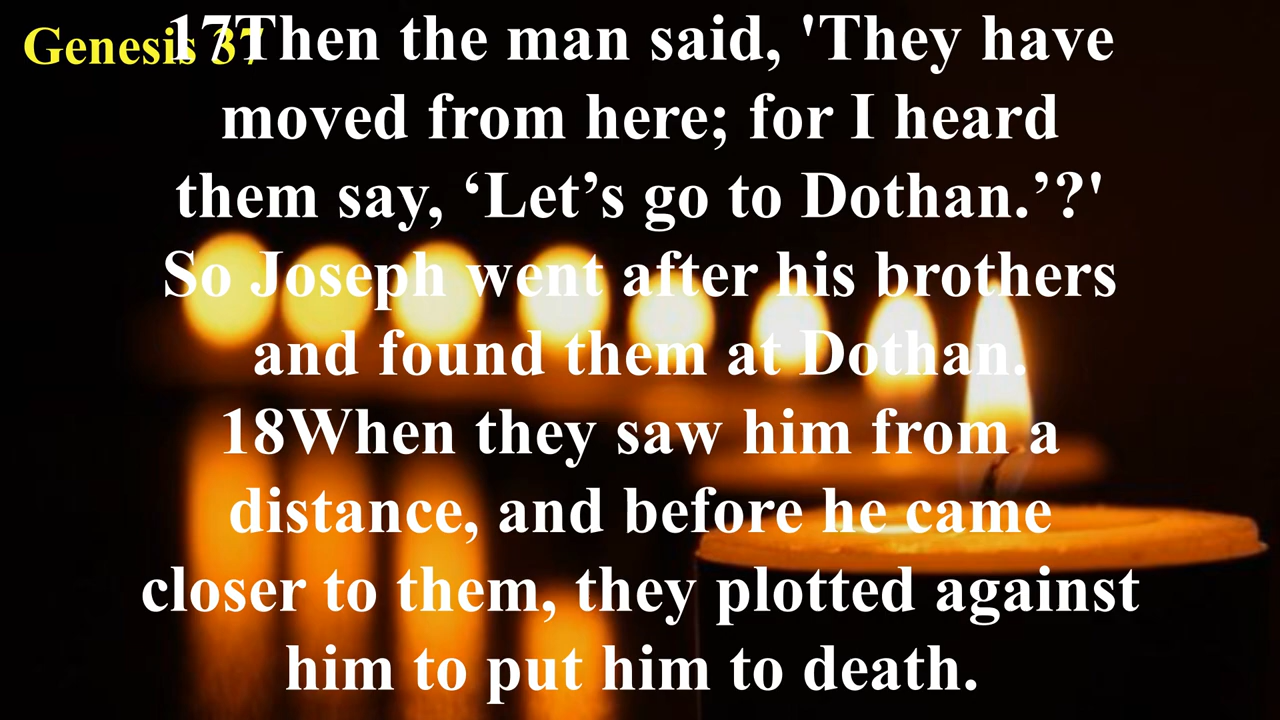 Genesis 37
17Then the man said, 'They have
moved from here; for I heard
them say, ‘Let’s go to Dothan.’?'
So Joseph went after his brothers
and found them at Dothan.
18When they saw him from a
distance, and before he came
closer to them, they plotted against
him to put him to death.